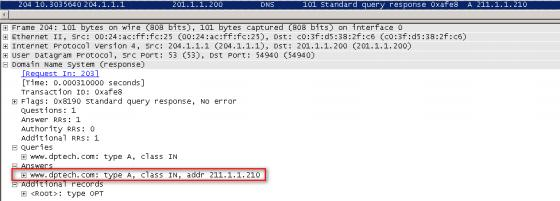 204 10.3035640 204.1.1.1 201.1.1.200 DNS 101 Standard query response 0xafe8 A 211.1.1.210
Frame 204: 101 bytes on wire (808 bits), 101 bytes captured (808 bits) on interface 0
Ethernet II, Src: 00:24:ac:ff:fc:25 (00:24:ac:ff:fc:25), Dst: c0:3f:d5:38:2f:c6 (c0:3f:d5:38:2f:c6)
Internet Protocol Version 4, Src: 204.1.1.1 (204.1.1.1), Dst: 201.1.1.200 (201.1.1.200)
User Datagram Protocol, Src Port: 53 (53), Dst Port: 54940 (54940)
Domain Name System (response)
[Request In: 203]
[Time: 0.000310000 seconds]
Transaction ID: 0xafe8
Flags: 0x8190 Standard query response, No error
Questions: 1
Answer RRs: 1
Authority RRs: 0
Additional RRs: 1
Queries
www.dptech.com: type A, class IN
Answers
www.dptech.com: type A, class IN, addr 211.1.1.210
Additional records
<Root>: type OPT